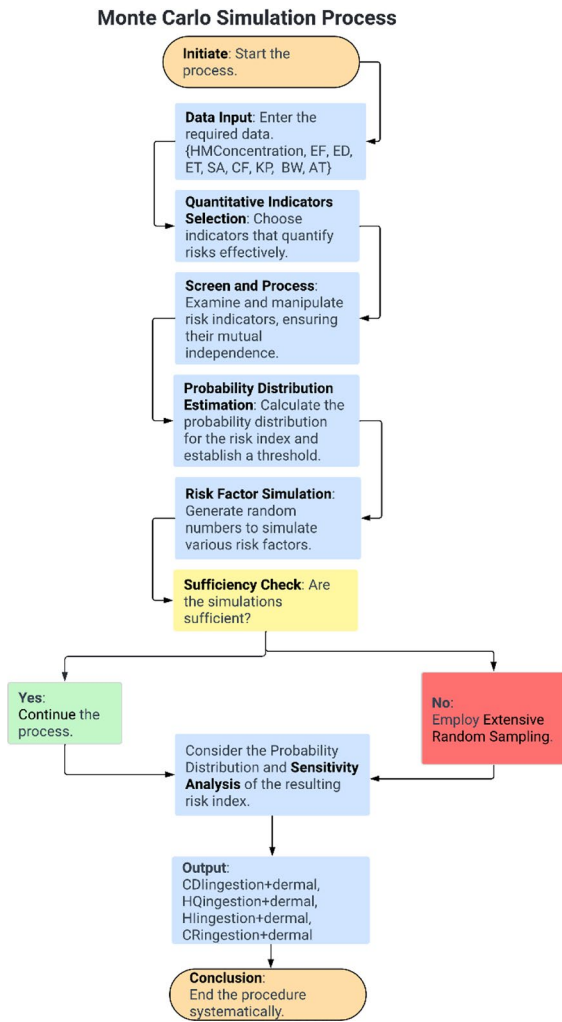 Monte Carlo Simulation Process
Initiate: Start the
process.
Data Input: Enter the
required data.
{HMConcentration, EF, ED,
ET, SA, CF, KP, BW, AT}
Quantitative Indicators
Selection: Choose
indicators that quantify
risks effectively.
Screen and Process:
Examine and manipulate
risk indicators, ensuring
their mutual
independence.
Probability Distribution
Estimation: Calculate the
probability distribution
for the risk index and
establish a threshold.
Risk Factor Simulation:
Generate random
numbers to simulate
various risk factors.
Sufficiency Check: Are
the simulations
sufficient?
Yes:
Continue the
process.
No:
Employ Extensive
Random Sampling.
Consider the Probability
Distribution and Sensitivity
Analysis of the resulting
risk index.
Output:
CDIingestion+dermal,
HQingestion+dermal,
HIingestion+dermal,
CRingestion+dermal
Conclusion:
End the procedure
systematically.